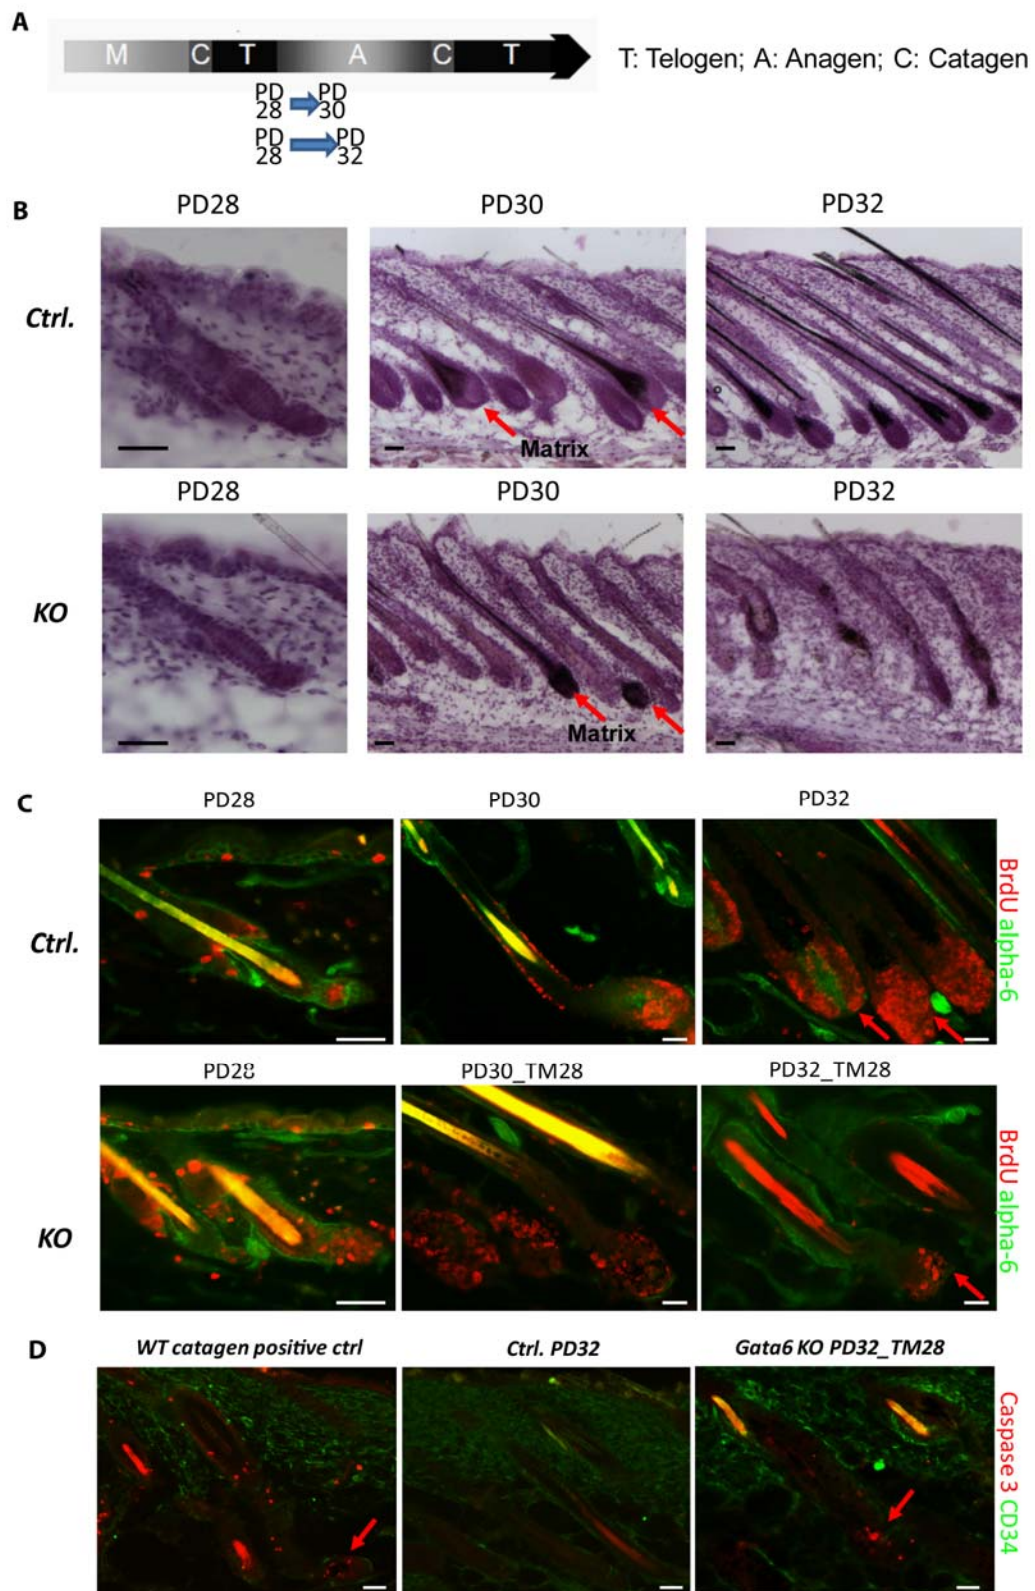 A
M C T A C T
T: Telogen; A: Anagen; C: Catagen
PD 28 PD 30
PD 28 PD 32
B
PD28 PD30 PD32
Ctrl.
Matrix
PD28 PD30 PD32
KO
Matrix
C
PD28 PD30 PD32
Ctrl.
BrdU alpha-6
PD28 PD30_TM28 PD32_TM28
KO
BrdU alpha-6
D
WT catagen positive ctrl Ctrl. PD32 Gata6 KO PD32_TM28
Caspase 3 CD34